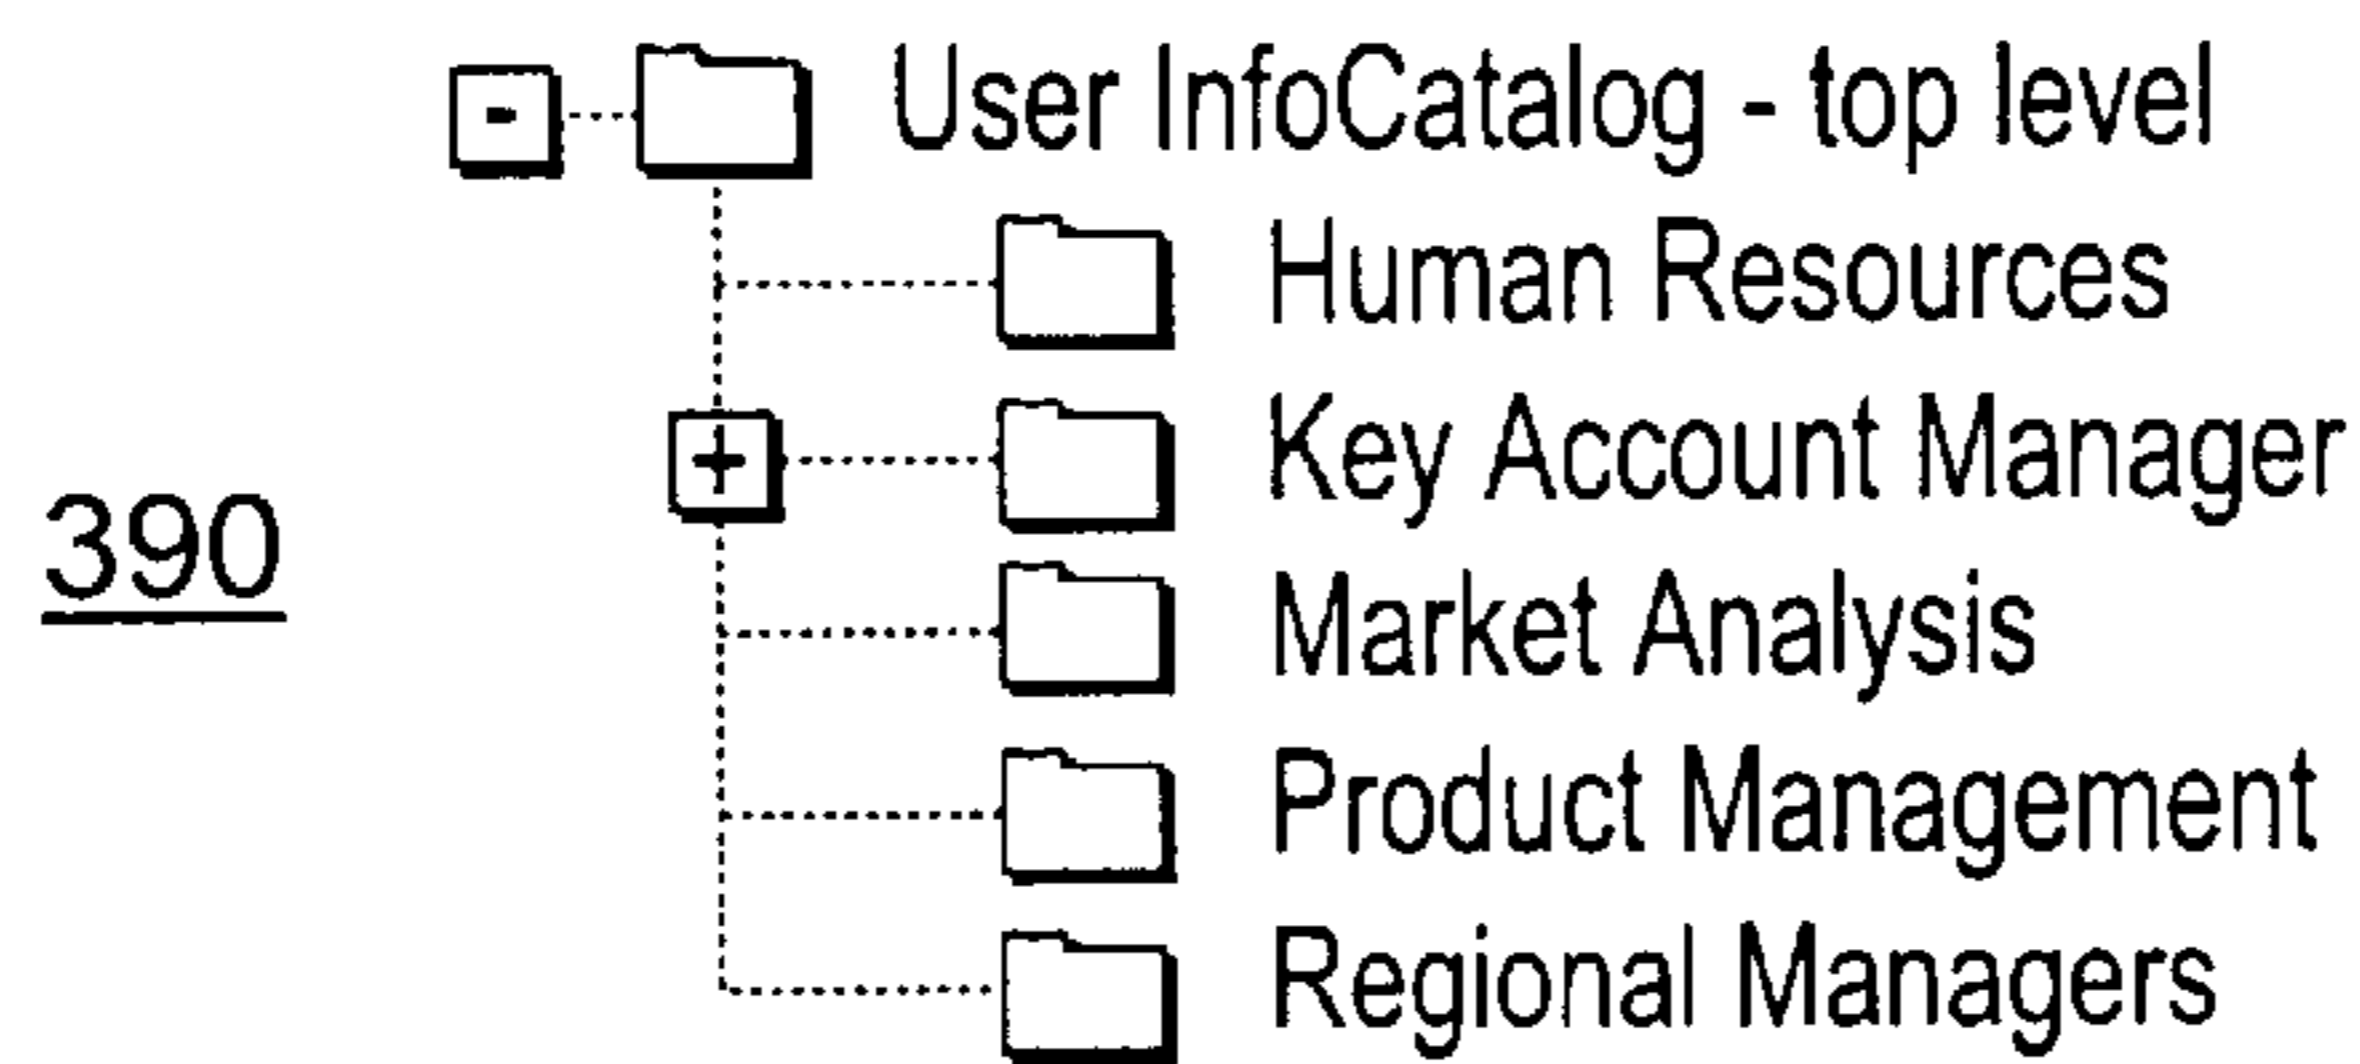 User InfoCatalog - top level
Human Resources
Key Account Manager
390
Market Analysis
Product Management
Regional Managers